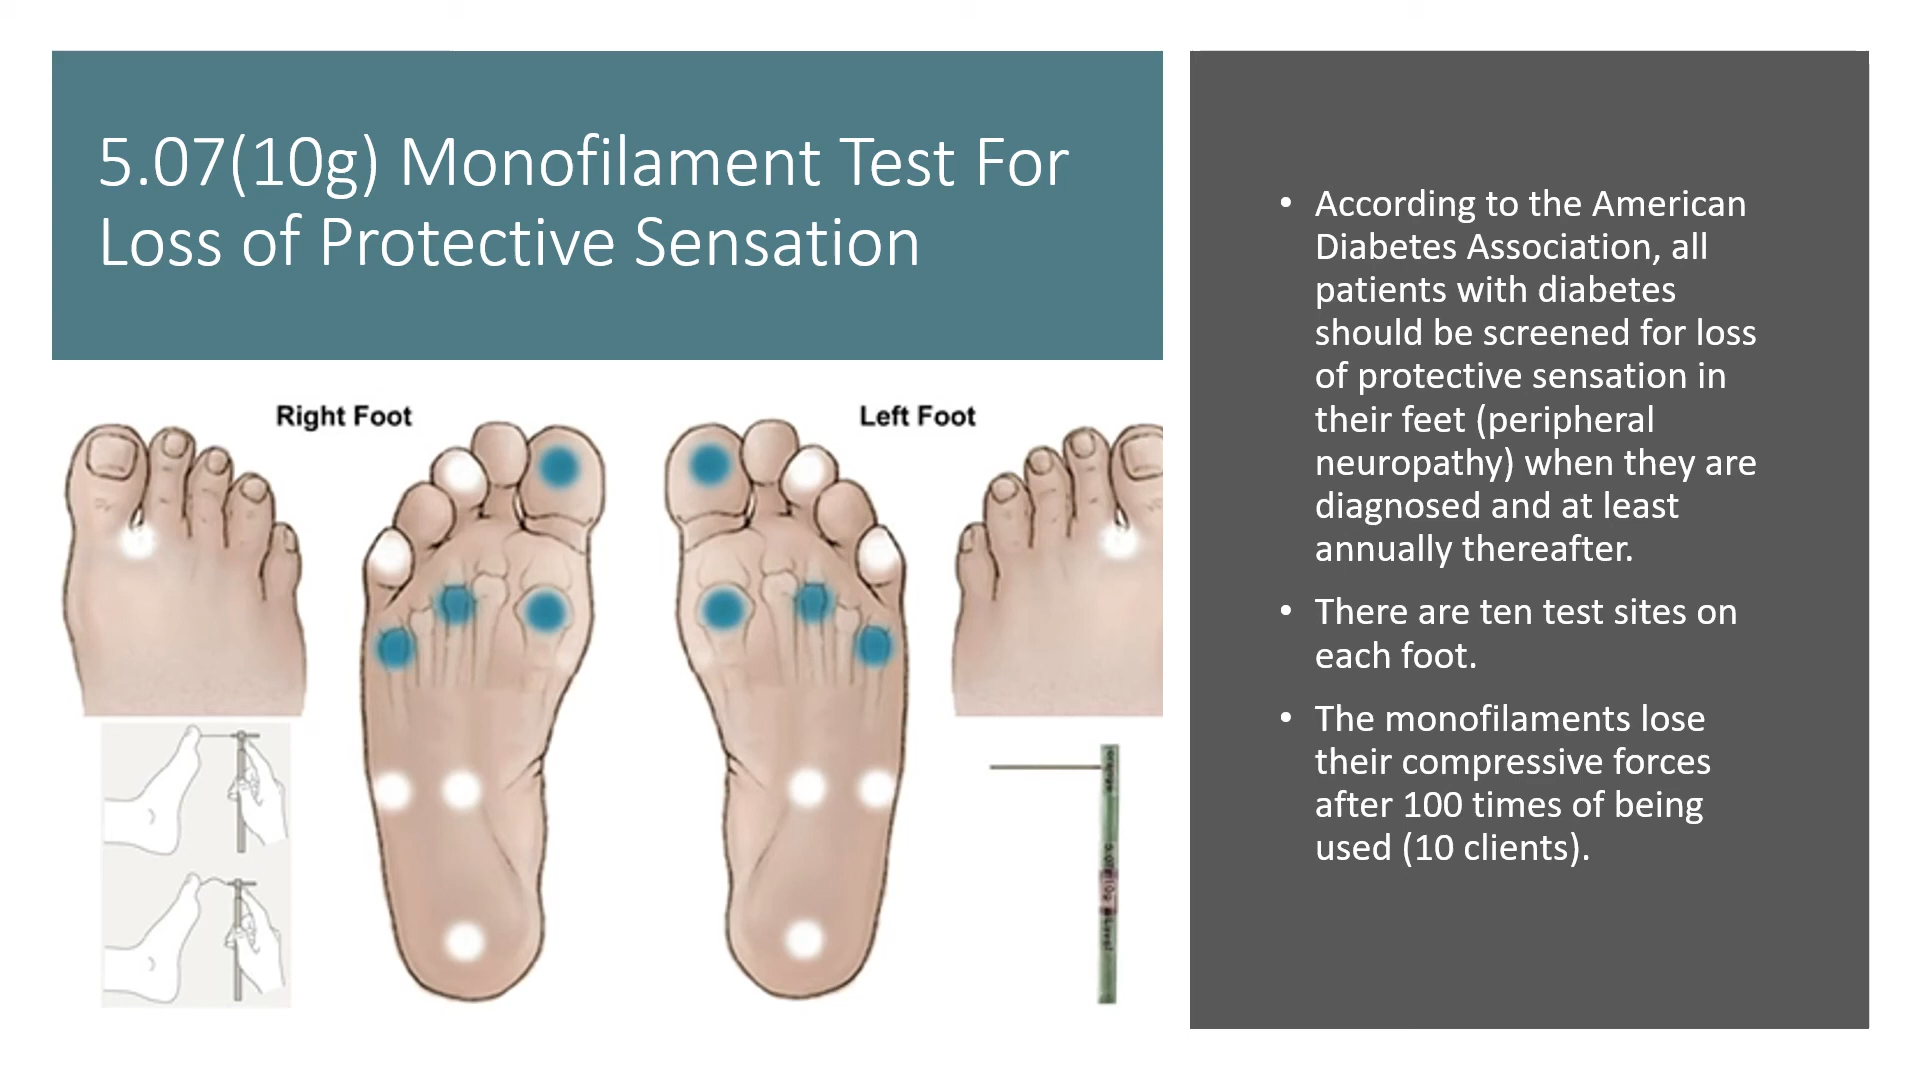 5.07(10g) Monofilament Test For
Loss of Protective Sensation
Right Foot
Left Foot
• According to the American
Diabetes Association, all
patients with diabetes
should be screened for loss
of protective sensation in
their feet (peripheral
neuropathy) when they are
diagnosed and at least
annually thereafter.
• There are ten test sites on
each foot.
• The monofilaments lose
their compressive forces
after 100 times of being
used (10 clients).